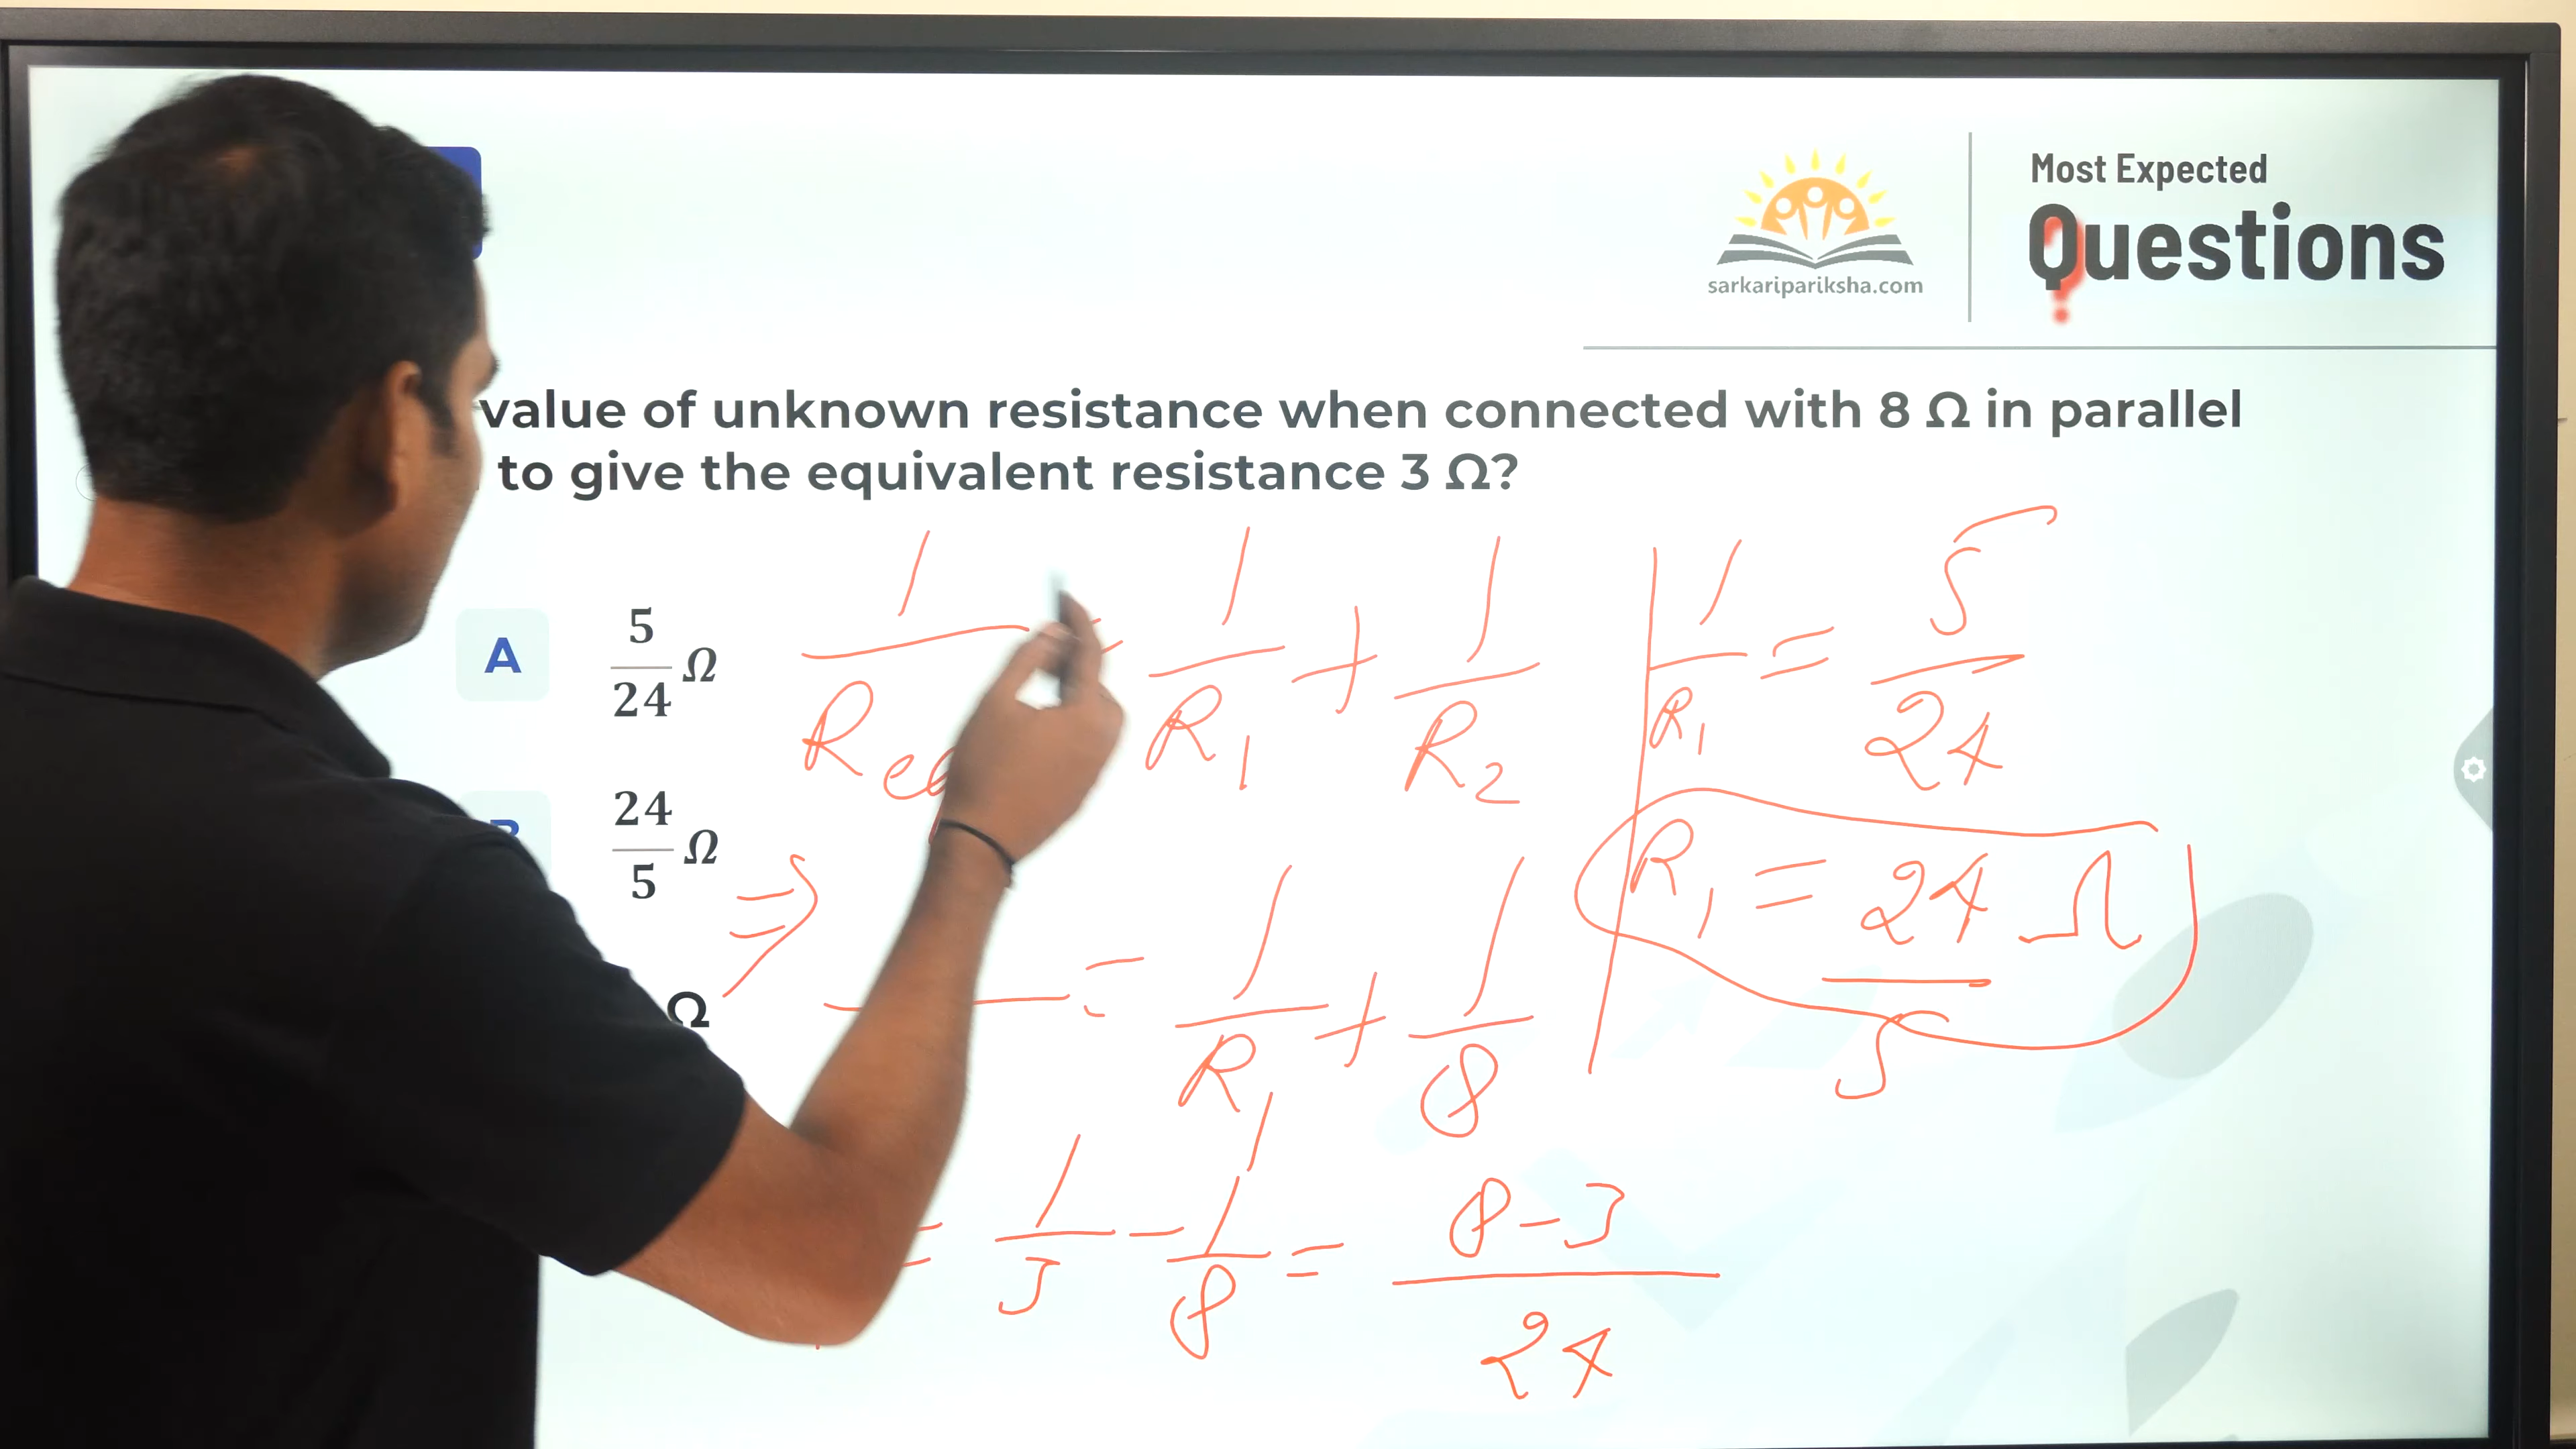 Most Expected
Questions
sarkaripariksha.com
value of unknown resistance when connected with 8 Ω in parallel
to give the equivalent resistance 3 Ω?
A 5/24 Ω
24/5 Ω
Ω
1/Req = 1/R1 + 1/R2
⇒ = 1/R1 + 1/8
= 1/3 - 1/8 = 8-3/24
1/R1 = 5/24
R1 = 24/5 Ω